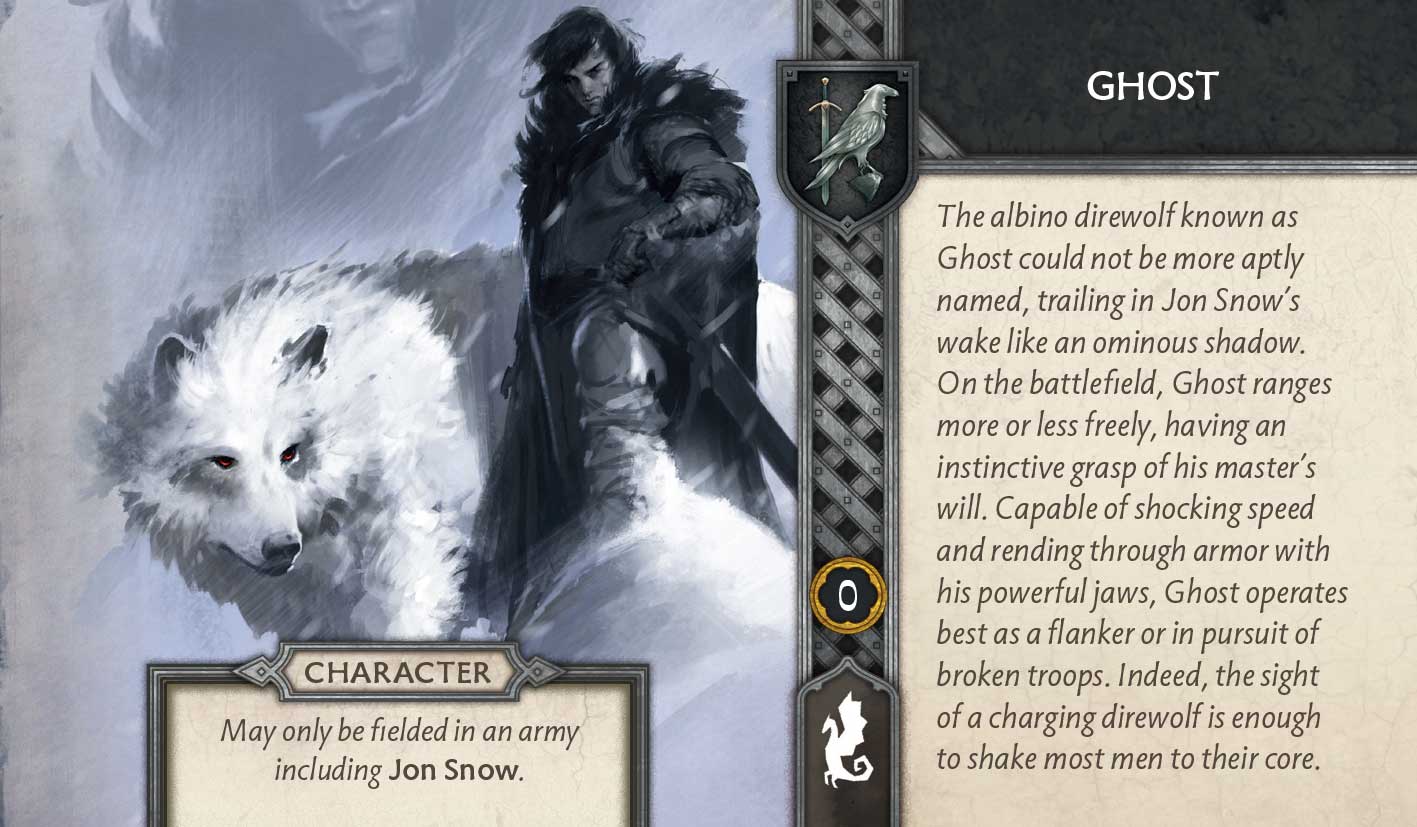 GHOST
The albino direwolf known as
Ghost could not be more aptly
named, trailing in Jon Snow's
wake like an ominous shadow.
On the battlefield, Ghost ranges
more or less freely, having an
instinctive grasp of his master's
will. Capable of shocking speed
and rending through armor with
his powerful jaws, Ghost operates
best as a flanker or in pursuit of
broken troops. Indeed, the sight
of a charging direwolf is enough
to shake most men to their core.
0
CHARACTER
May only be fielded in an army
including Jon Snow.